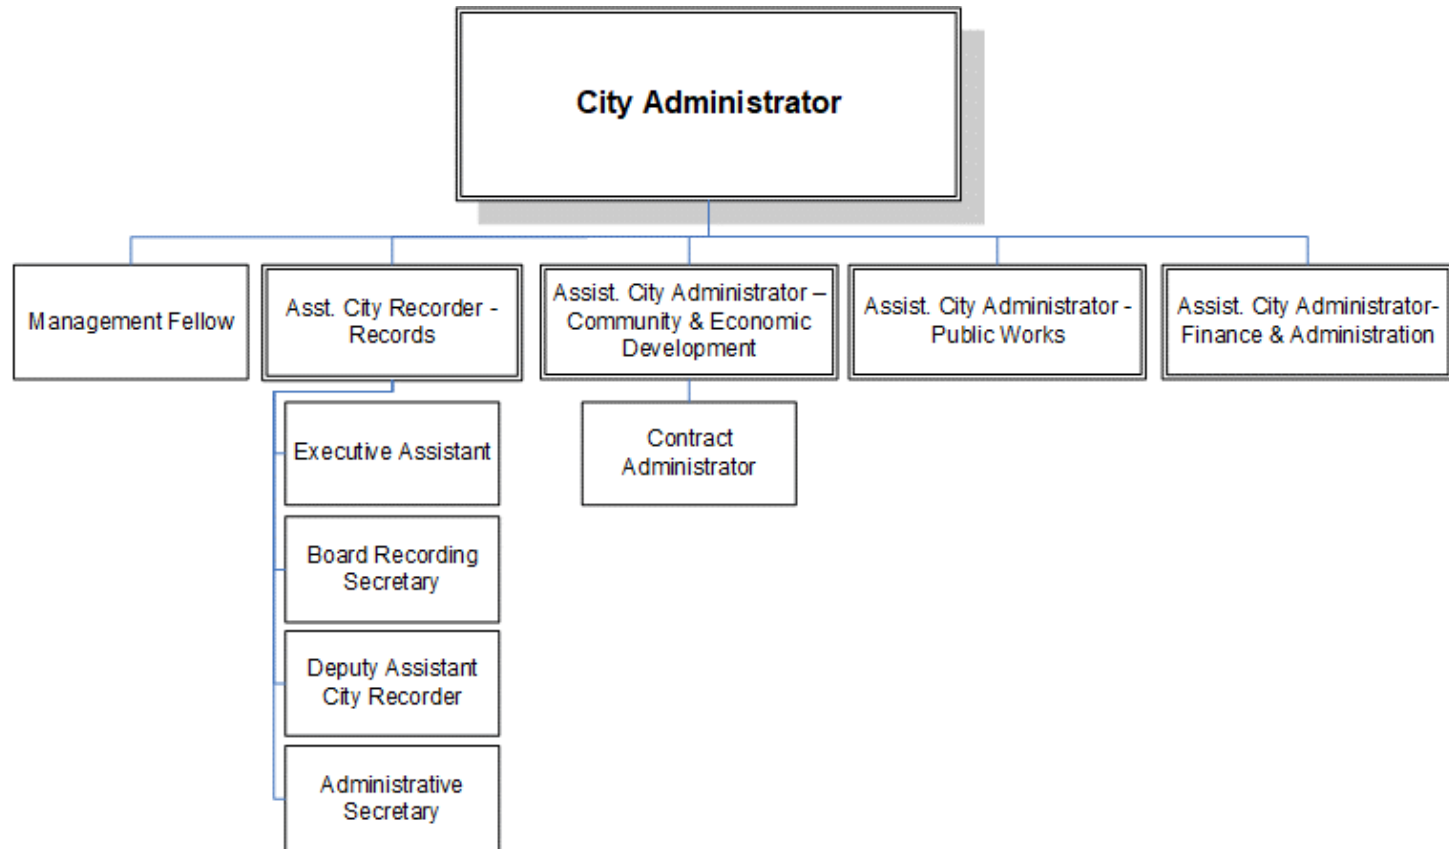 City Administrator
Management Fellow
Asst. City Recorder -
Records
Assist. City Administrator –
Community & Economic
Development
Assist. City Administrator -
Public Works
Assist. City Administrator-
Finance & Administration
Executive Assistant
Contract
Administrator
Board Recording
Secretary
Deputy Assistant
City Recorder
Administrative
Secretary